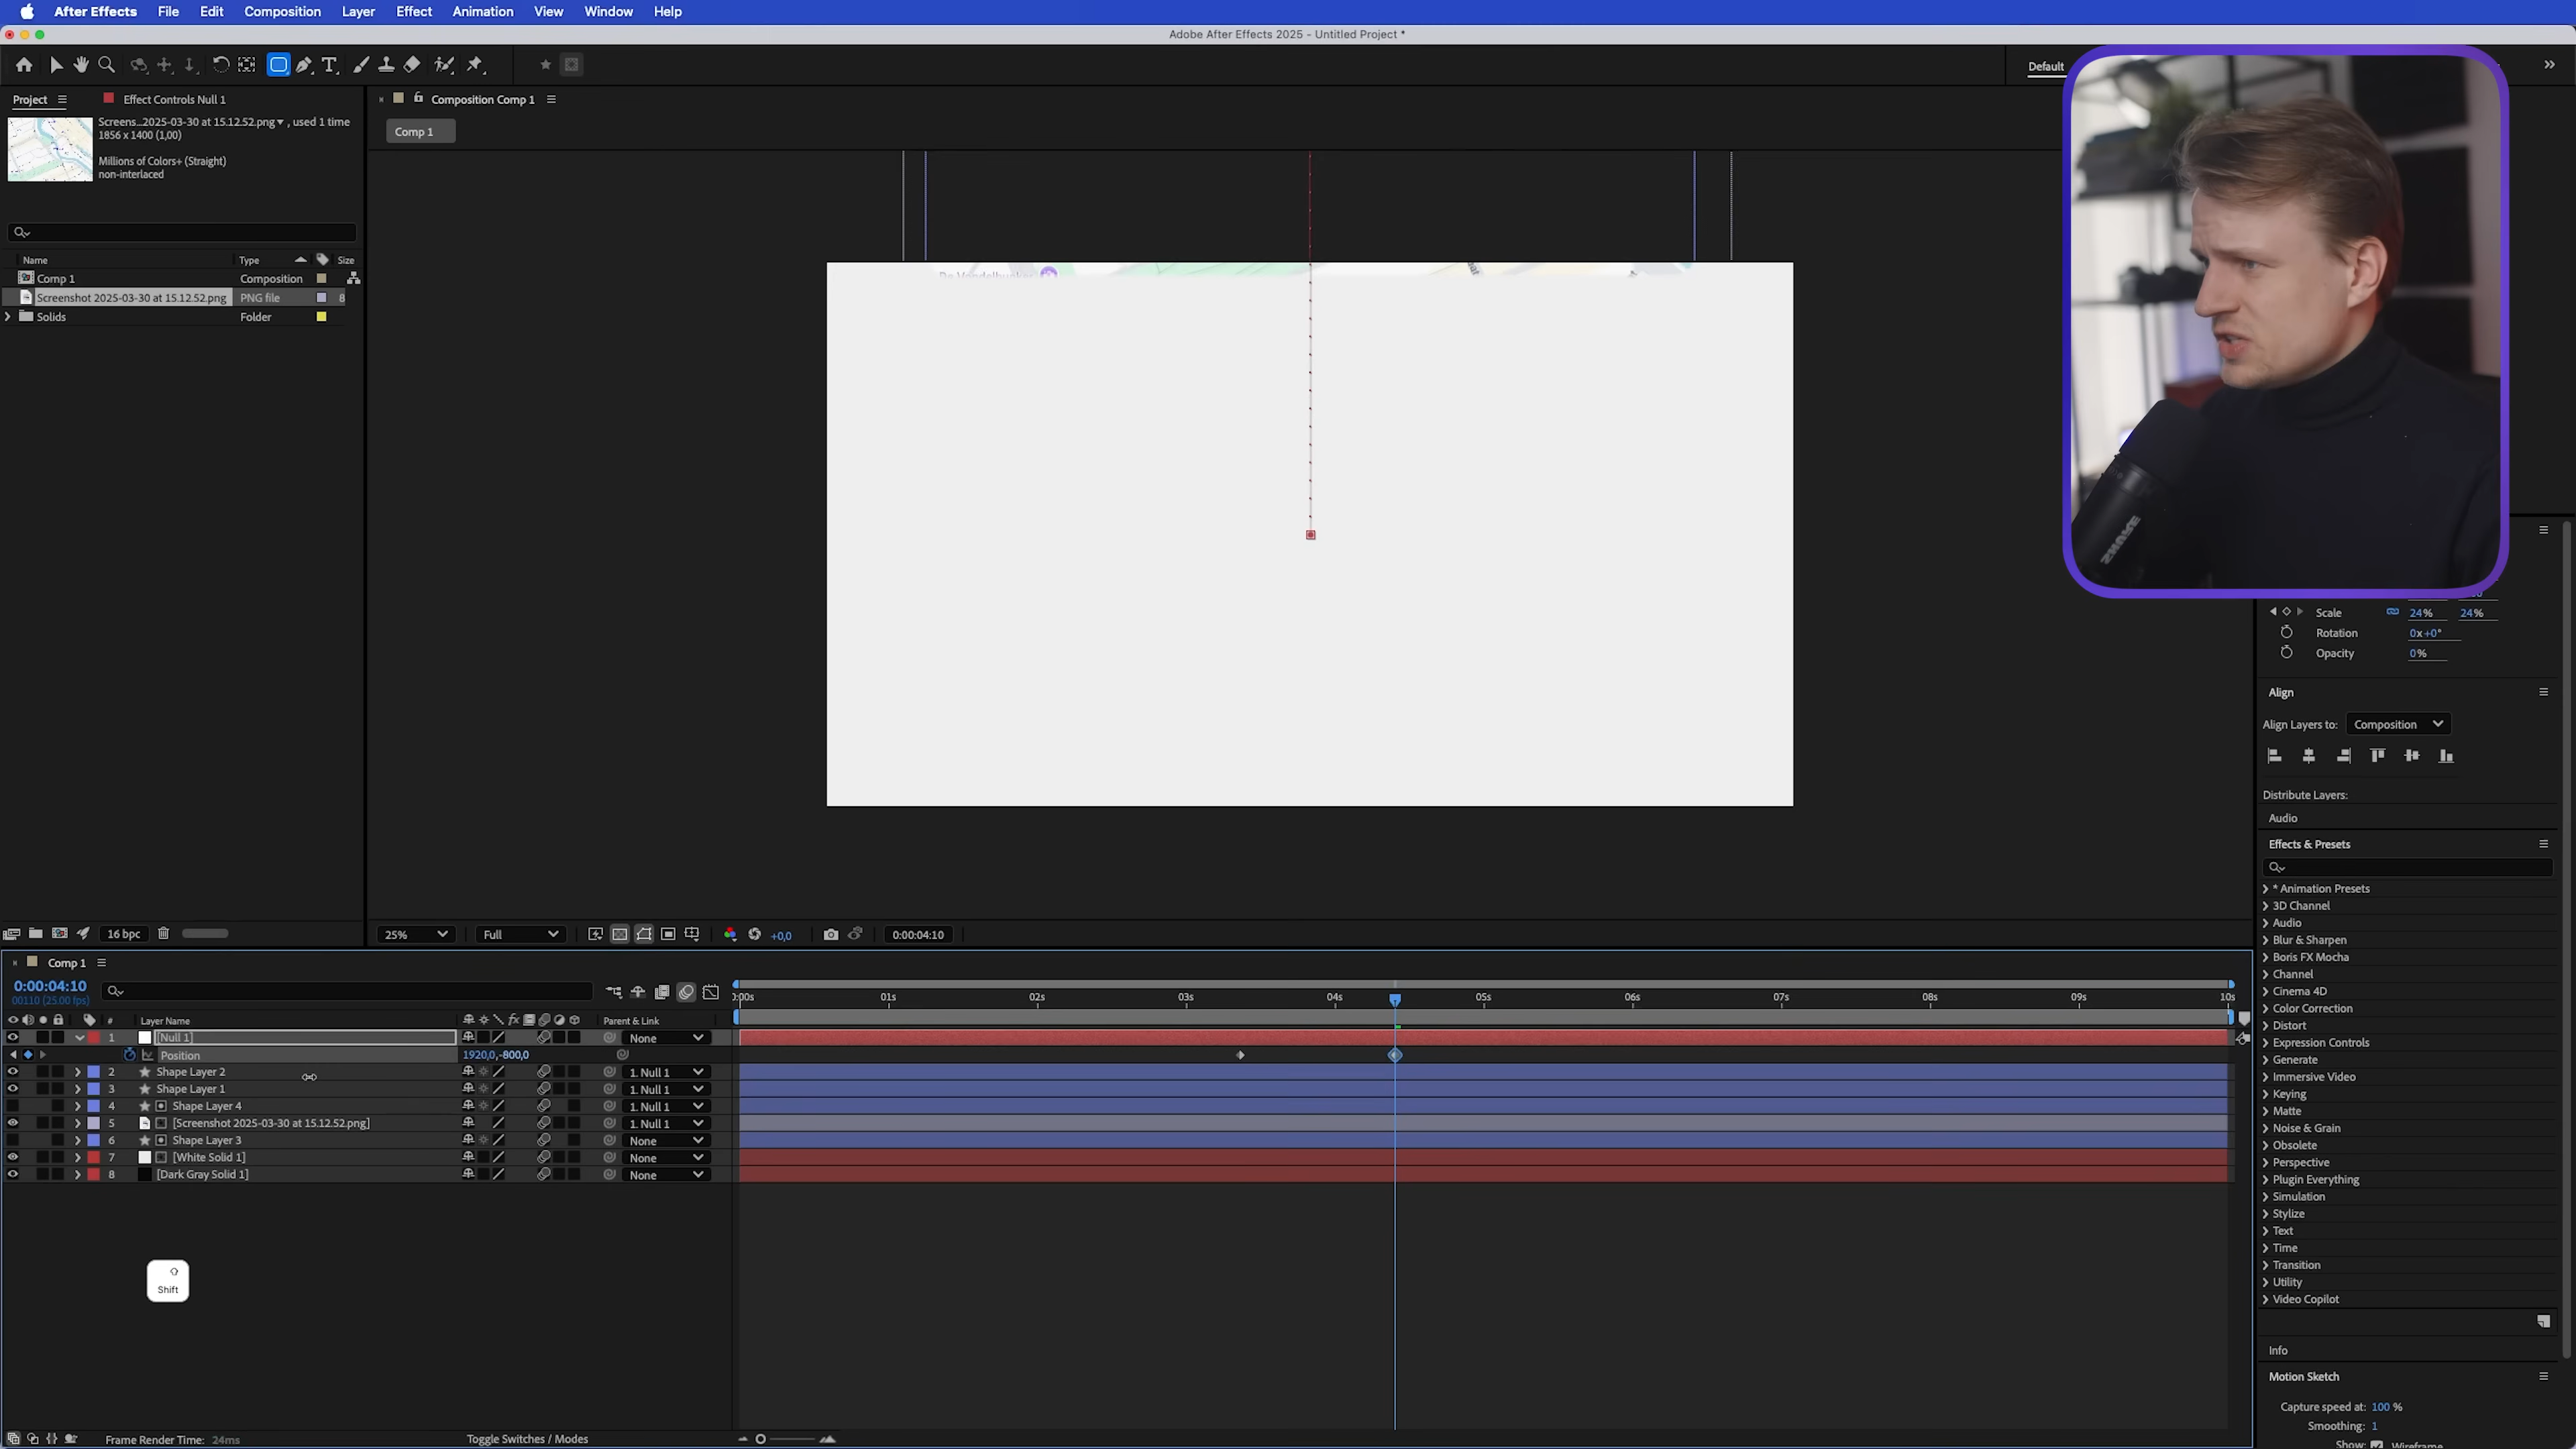 After Effects File Edit Composition Layer Effect Animation View Window Help
Adobe After Effects 2025 - Untitled Project *
Default
Project
Effect Controls Null 1
Composition Comp 1
Comp 1
Screens...2025-03-30 at 15.12.52.png , used 1 time
1856 x 1400 (1,00)
Millions of Colors+ (Straight)
non-interlaced
Name Type Size
Comp 1 Composition
Screenshot 2025-03-30 at 15.12.52.png PNG file 8
Solids Folder
Scale 24% 24%
Rotation 0x+0°
Opacity 0%
Align
Align Layers to: Composition
Distribute Layers:
Audio
Effects & Presets
* Animation Presets
3D Channel
Audio
Blur & Sharpen
Boris FX Mocha
Channel
Cinema 4D
Color Correction
Distort
Expression Controls
Generate
Immersive Video
Keying
Matte
Noise & Grain
Obsolete
Perspective
Plugin Everything
Simulation
Stylize
Text
Time
Transition
Utility
Video Copilot
Info
Motion Sketch
Capture speed at: 100 %
Smoothing: 1
Show: Wireframe
16 bpc
25% Full +0,0 0:00:04:10
Comp 1
0:00:04:10
00110 (25.00 fps)
0:00s 01s 02s 03s 04s 05s 06s 07s 08s 09s 10s
# Layer Name Parent & Link
1 [Null 1] None
Position 1920,0,-800,0
2 Shape Layer 2 1. Null 1
3 Shape Layer 1 1. Null 1
4 Shape Layer 4 1. Null 1
5 [Screenshot 2025-03-30 at 15.12.52.png] 1. Null 1
6 Shape Layer 3 None
7 [White Solid 1] None
8 [Dark Gray Solid 1] None
Shift
Frame Render Time: 24ms
Toggle Switches / Modes